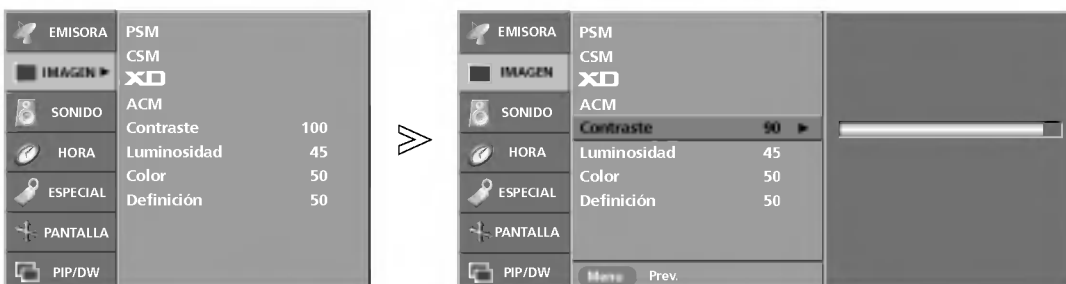 EMISORA
IMAGEN ►
SONIDO
HORA
ESPECIAL
PANTALLA
PIP/DW
PSM
CSM
XD
ACM
Contraste 100
Luminosidad 45
Color 50
Definición 50
EMISORA
IMAGEN
SONIDO
HORA
ESPECIAL
PANTALLA
PIP/DW
PSM
CSM
XD
ACM
Contraste 90 ►
Luminosidad 45
Color 50
Definición 50
Menu Prev.